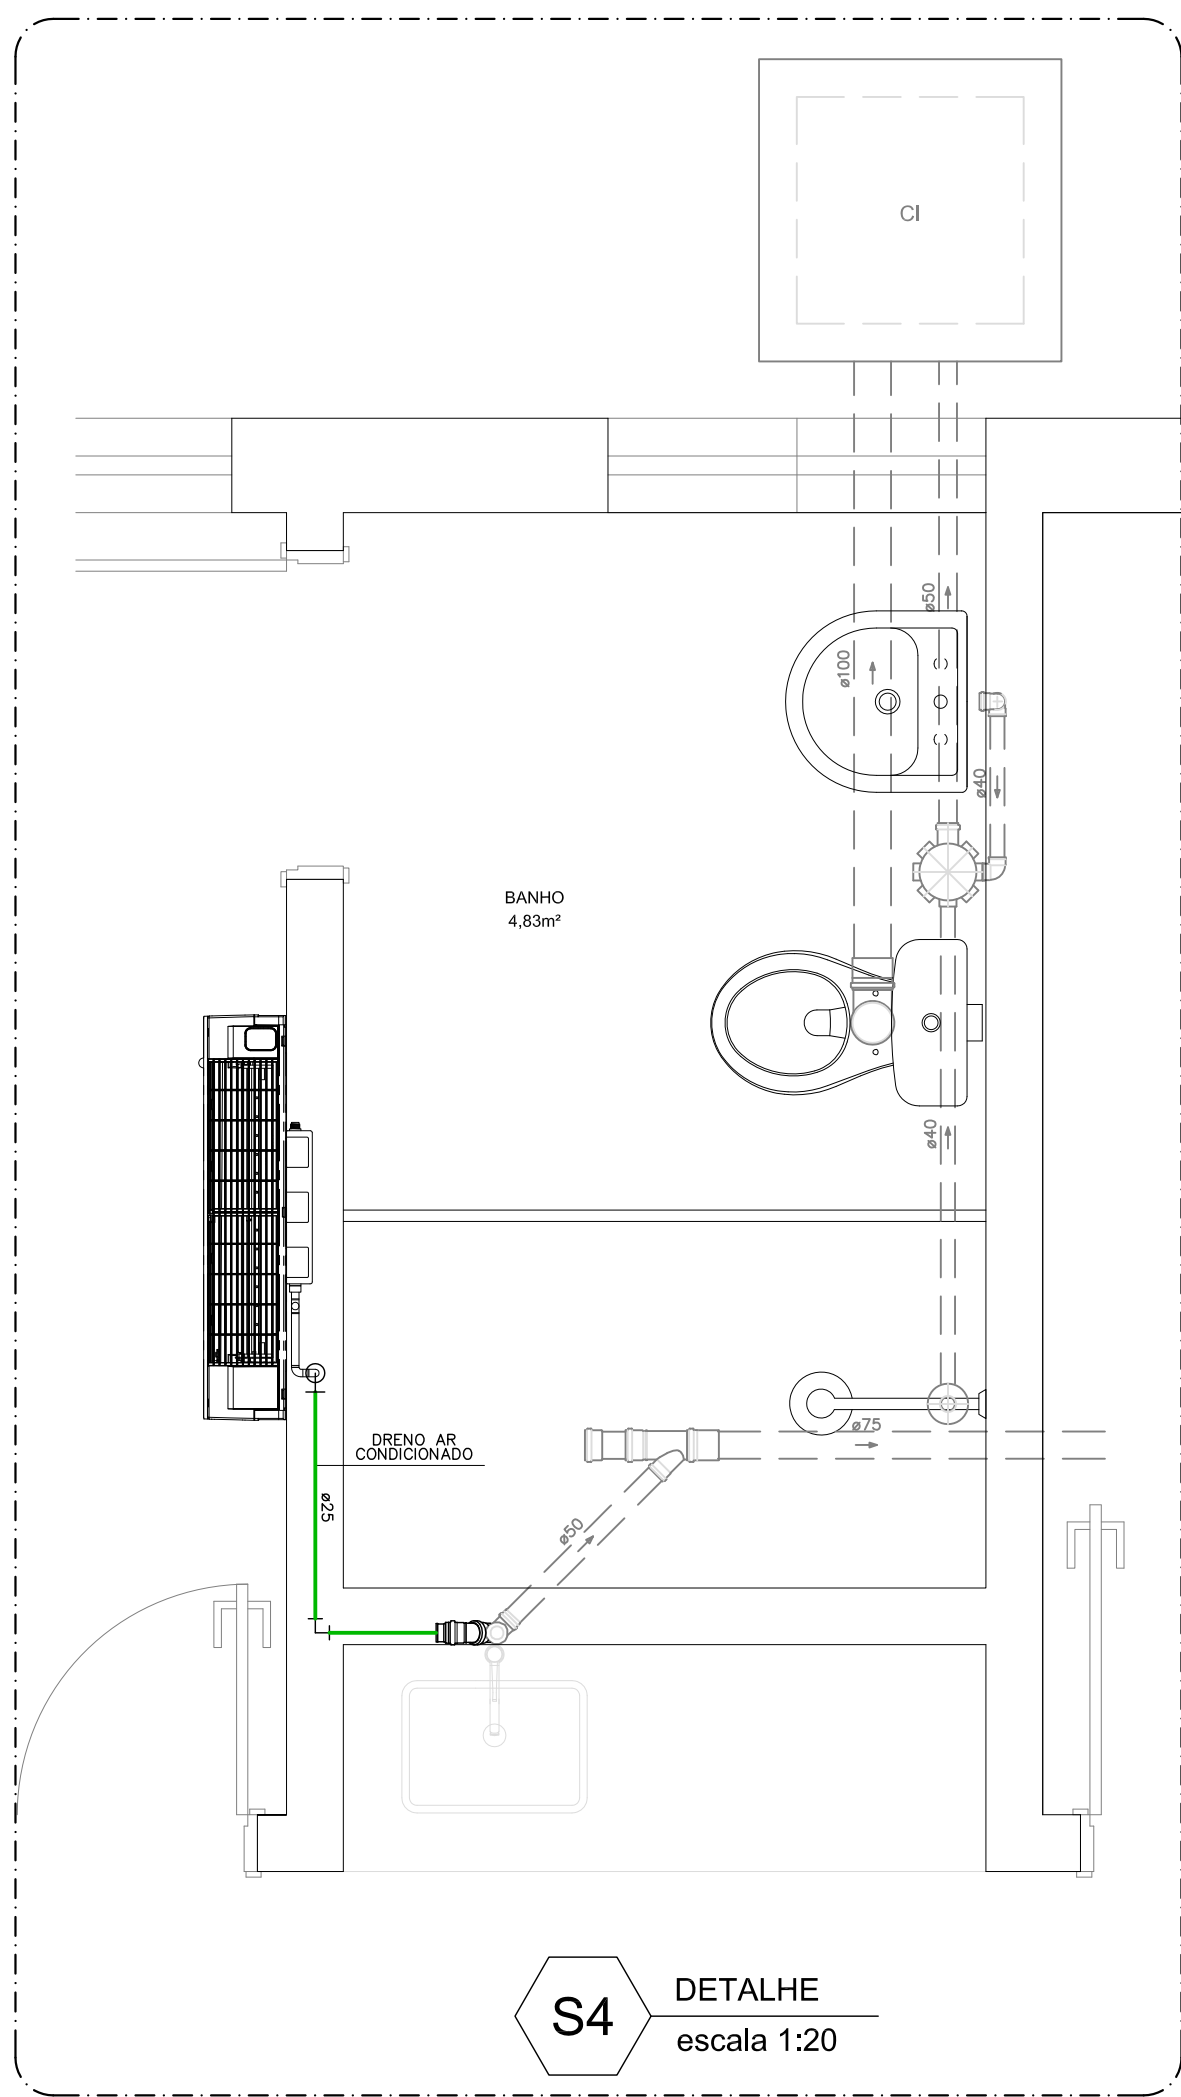 CI
ø50
ø100
ø40
BANHO
4,83m²
ø40
ø75
DRENO AR
CONDICIONADO
ø25
ø50
S4
DETALHE
escala 1:20